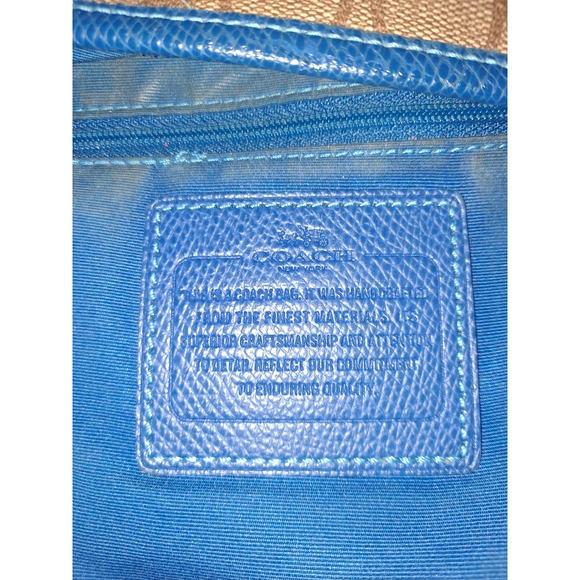 COACH
NEW YORK
THIS IS A COACH BAG. IT WAS HANDCRAFTED
FROM THE FINEST MATERIALS. ITS
SUPERIOR CRAFTSMANSHIP AND ATTENTION
TO DETAIL REFLECT OUR COMMITMENT
TO ENDURING QUALITY.